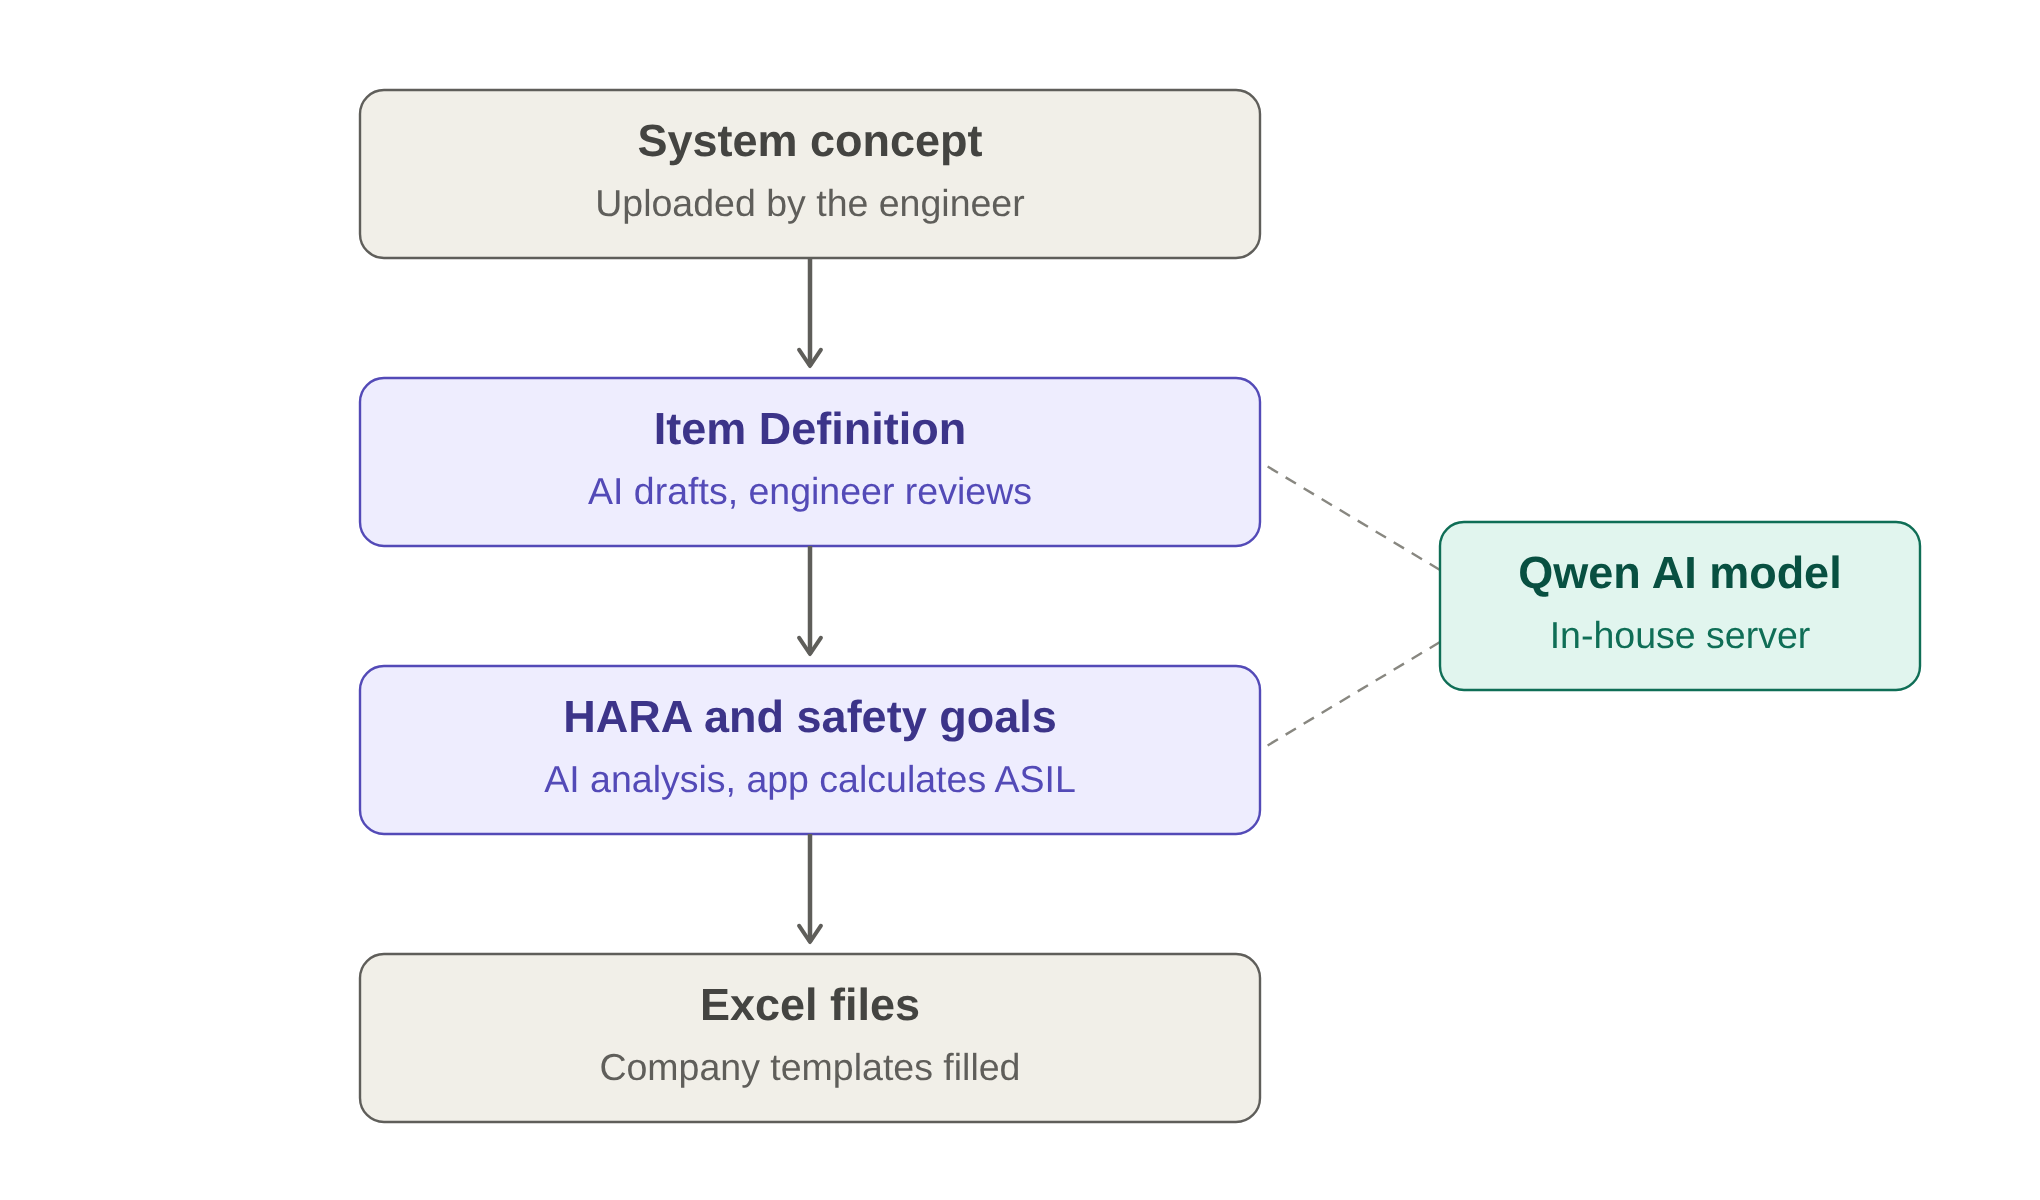 System concept
Uploaded by the engineer
Item Definition
AI drafts, engineer reviews
Qwen AI model
In-house server
HARA and safety goals
AI analysis, app calculates ASIL
Excel files
Company templates filled